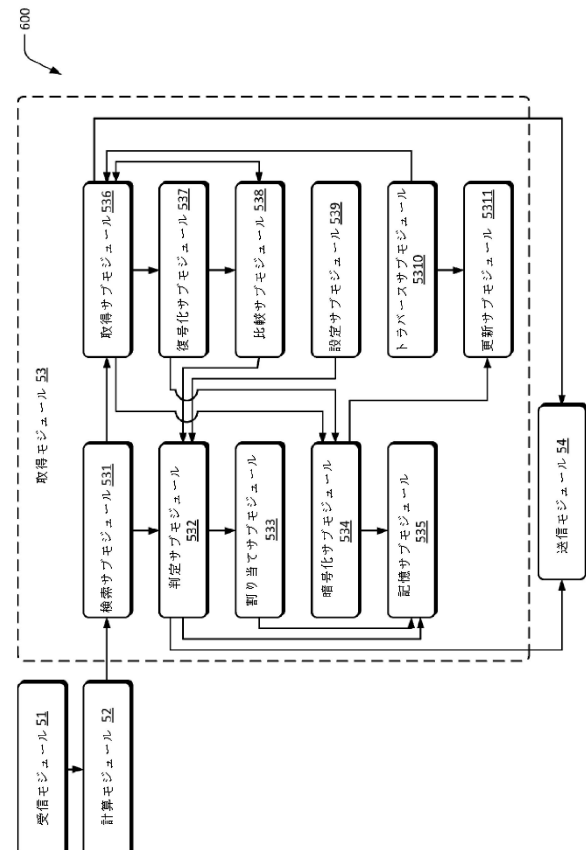 600
取得モジュール 53
受信モジュール 51
計算モジュール 52
検索サブモジュール 531
判定サブモジュール
532
割り当てサブモジュール
533
暗号化サブモジュール
534
記憶サブモジュール
535
取得サブモジュール 536
復号化サブモジュール 537
比較サブモジュール 538
設定サブモジュール 539
トラバースサブモジュール
5310
更新サブモジュール 5311
送信モジュール 54